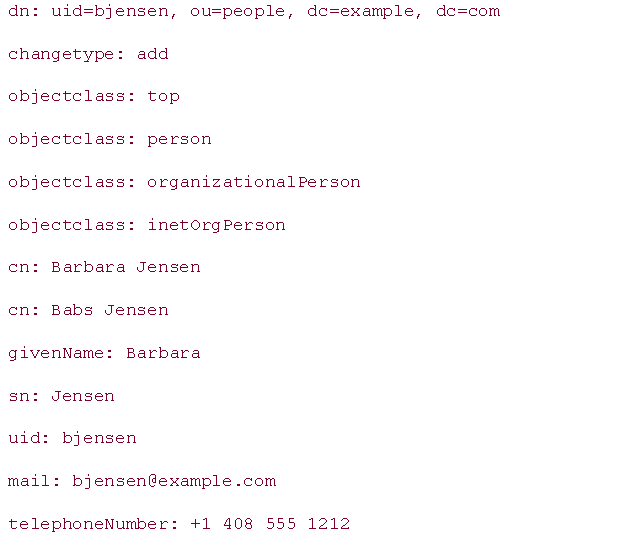 dn: uid=bjensen, ou=people, dc=example, dc=com
changetype: add
objectclass: top
objectclass: person
objectclass: organizationalPerson
objectclass: inetOrgPerson
cn: Barbara Jensen
cn: Babs Jensen
givenName: Barbara
sn: Jensen
uid: bjensen
mail: bjensen@example.com
telephoneNumber: +1 408 555 1212